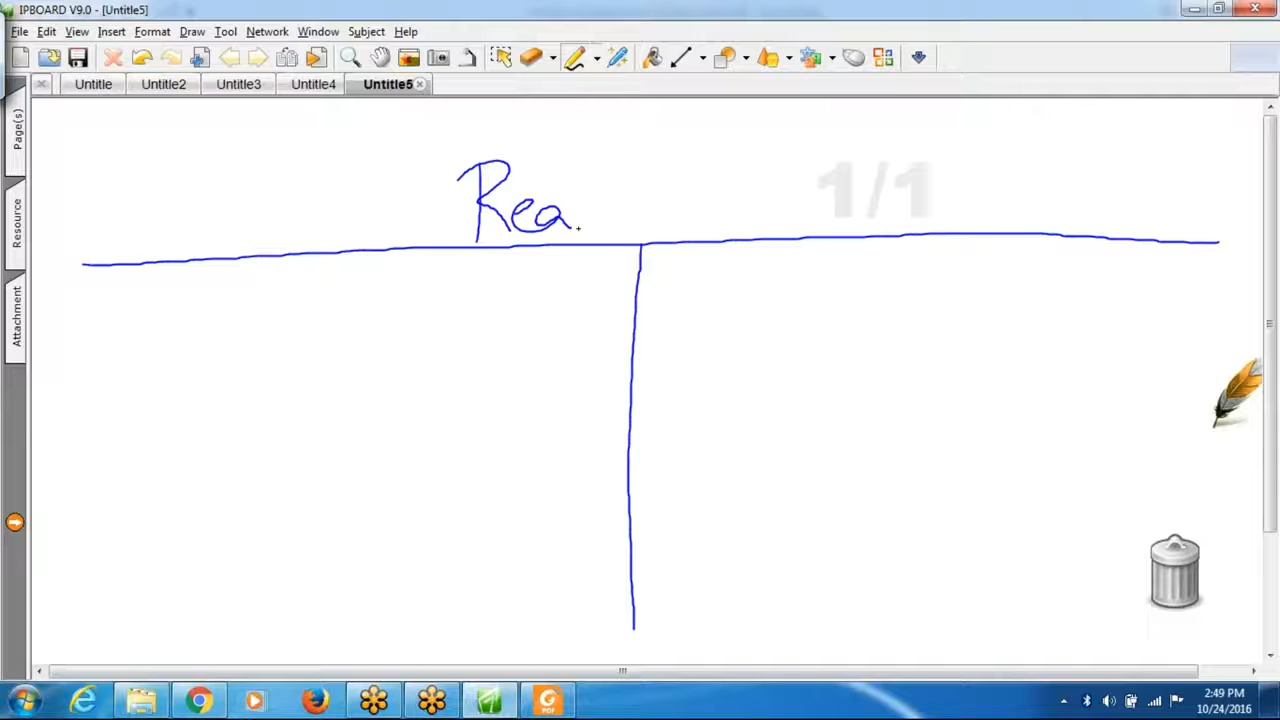 IPBOARD V9.0 - [Untitle5]
File Edit View Insert Format Draw Tool Network Window Subject Help
Untitle Untitle2 Untitle3 Untitle4 Untitle5
Page(s)
Resource
Attachment
1/1
Rea
PDF
2:49 PM
10/24/2016